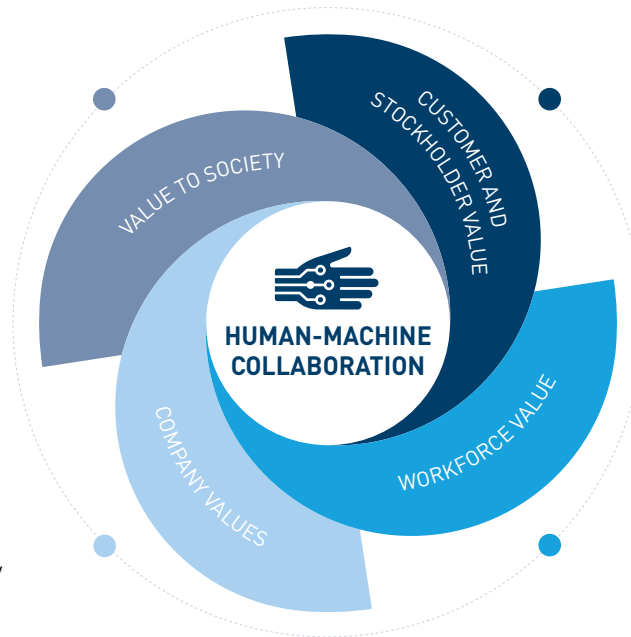 CUSTOMER AND
STOCKHOLDER VALUE
VALUE TO SOCIETY
HUMAN-MACHINE
COLLABORATION
WORKFORCE VALUE
COMPANY VALUES